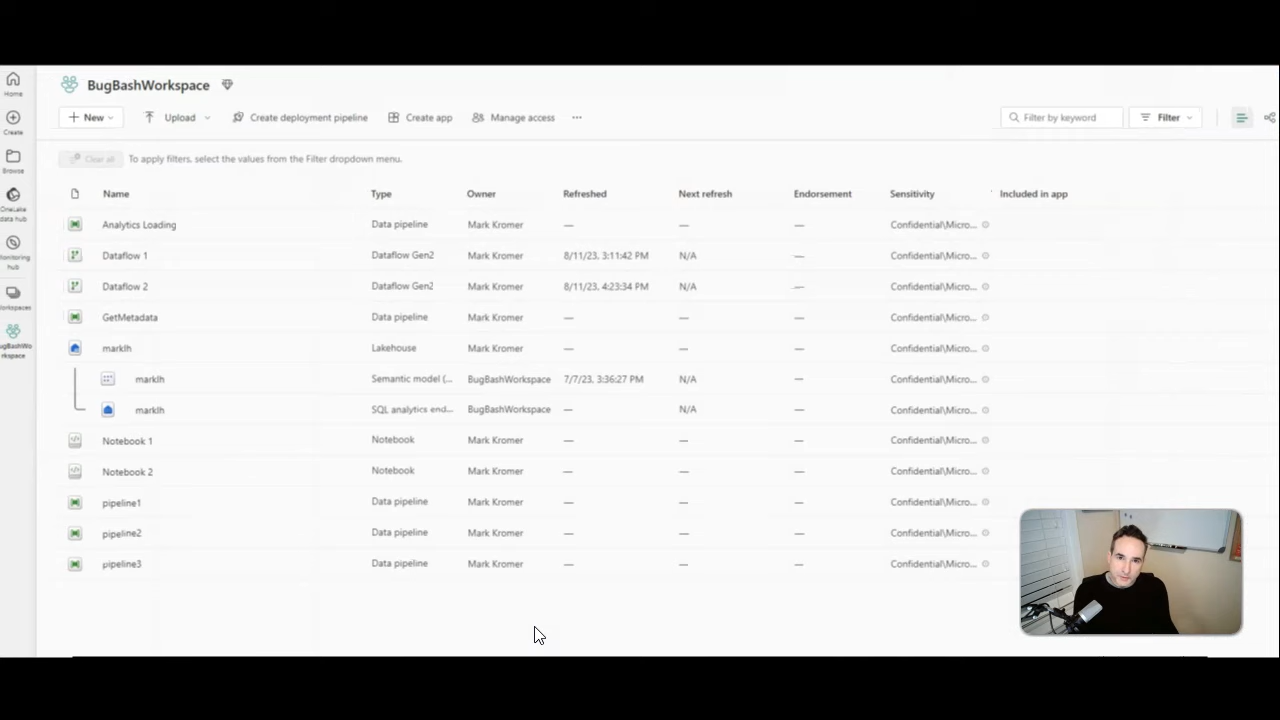 BugBashWorkspace
New Upload Create deployment pipeline Create app Manage access ... Filter by keyword Filter
Home
Create
Browse
OneLake
data hub
onitoring
hub
orkspaces
ugBashWo
rkspace
Clear all To apply filters, select the values from the Filter dropdown menu.
Name Type Owner Refreshed Next refresh Endorsement Sensitivity Included in app
Analytics Loading Data pipeline Mark Kromer — — — Confidential\Micro...
Dataflow 1 Dataflow Gen2 Mark Kromer 8/11/23, 3:11:42 PM N/A — Confidential\Micro...
Dataflow 2 Dataflow Gen2 Mark Kromer 8/11/23, 4:23:34 PM N/A — Confidential\Micro...
GetMetadata Data pipeline Mark Kromer — — — Confidential\Micro...
marklh Lakehouse Mark Kromer — — — Confidential\Micro...
marklh Semantic model (... BugBashWorkspace 7/7/23, 3:36:27 PM N/A — Confidential\Micro...
marklh SQL analytics end... BugBashWorkspace — N/A — Confidential\Micro...
Notebook 1 Notebook Mark Kromer — — — Confidential\Micro...
Notebook 2 Notebook Mark Kromer — — — Confidential\Micro...
pipeline1 Data pipeline Mark Kromer — — — Confidential\Micro...
pipeline2 Data pipeline Mark Kromer — — — Confidential\Micro...
pipeline3 Data pipeline Mark Kromer — — — Confidential\Micro...